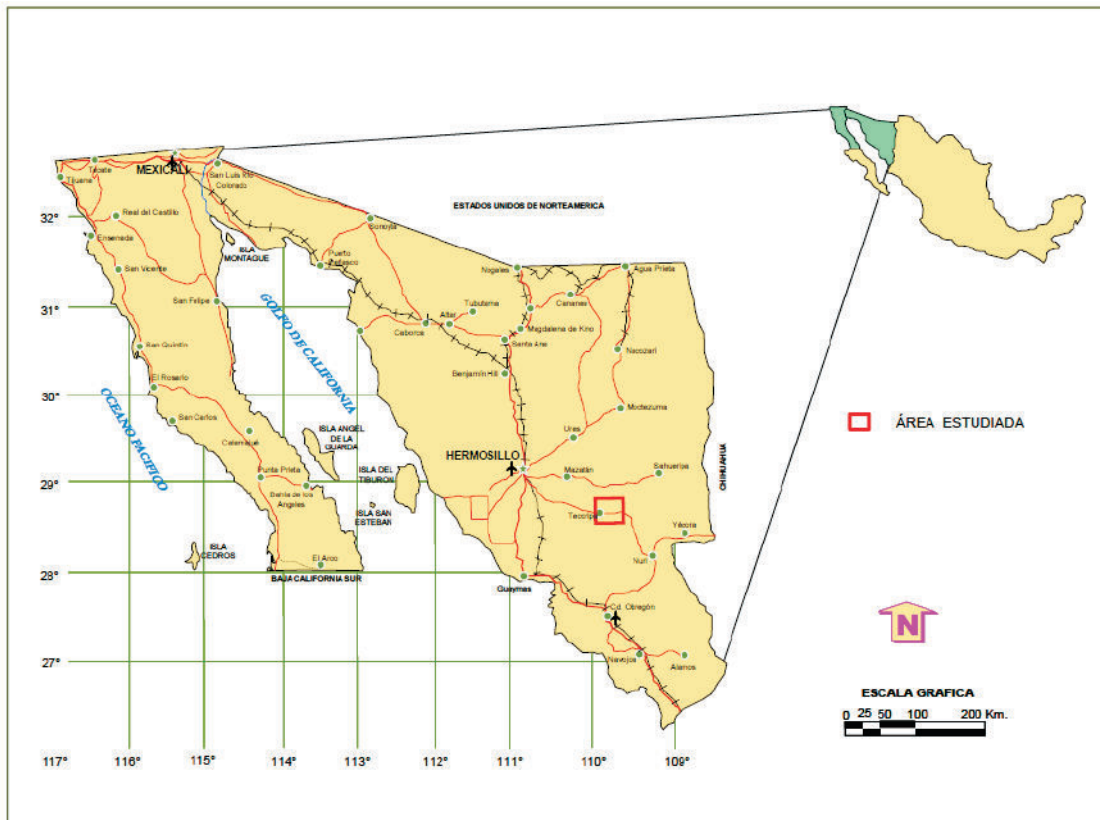 Tecate
MEXICALI
Tijuana
San Luis Río
Colorado
ESTADOS UNIDOS DE NORTEAMERICA
32°
Real del Castillo
Sonoyta
Ensenada
ISLA
MONTAGUE
Puerto
Peñasco
San Vicente
Nogales
Agua Prieta
31°
San Felipe
GOLFO DE CALIFORNIA
Tubutama
Cananea
Altar
Caborca
Magdalena de Kino
Santa Ana
San Quintín
Nacozari
Benjamín Hill
El Rosario
30°
OCEANO PACIFICO
San Carlos
Moctezuma
ÁREA ESTUDIADA
Ures
ISLA ANGEL
DE LA
GUARDA
HERMOSILLO
CHIHUAHUA
Punta Prieta
ISLA DEL
TIBURON
Mazatán
Sahuaripa
29°
Bahía de los
Angeles
ISLA SAN
ESTEBAN
Tecoripa
Yécora
ISLA
CEDROS
El Arco
Nuri
28°
BAJA CALIFORNIA SUR
Guaymas
Cd. Obregón
N
27°
Navojoa
Alamos
ESCALA GRAFICA
0 25 50 100 200 Km.
117° 116° 115° 114° 113° 112° 111° 110° 109°